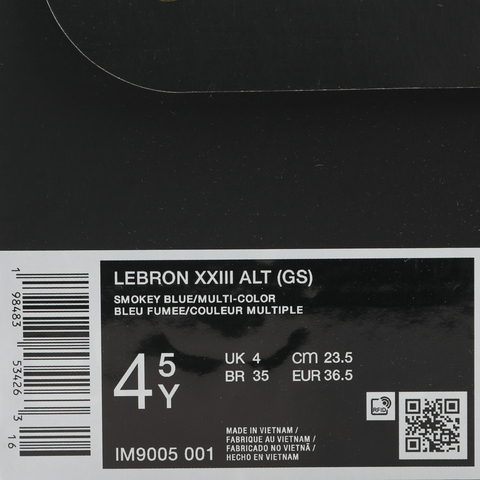 LEBRON XXIII ALT (GS)
SMOKEY BLUE/MULTI-COLOR
BLEU FUMEE/COULEUR MULTIPLE
4 5Y
UK 4 cm 23.5
BR 35 EUR 36.5
RFID
MADE IN VIETNAM /
FABRIQUE AU VIETNAM /
FABRICADO NO VIETNÃ /
HECHO EN VIETNAM
IM9005 001
1 98483 53426 3 16